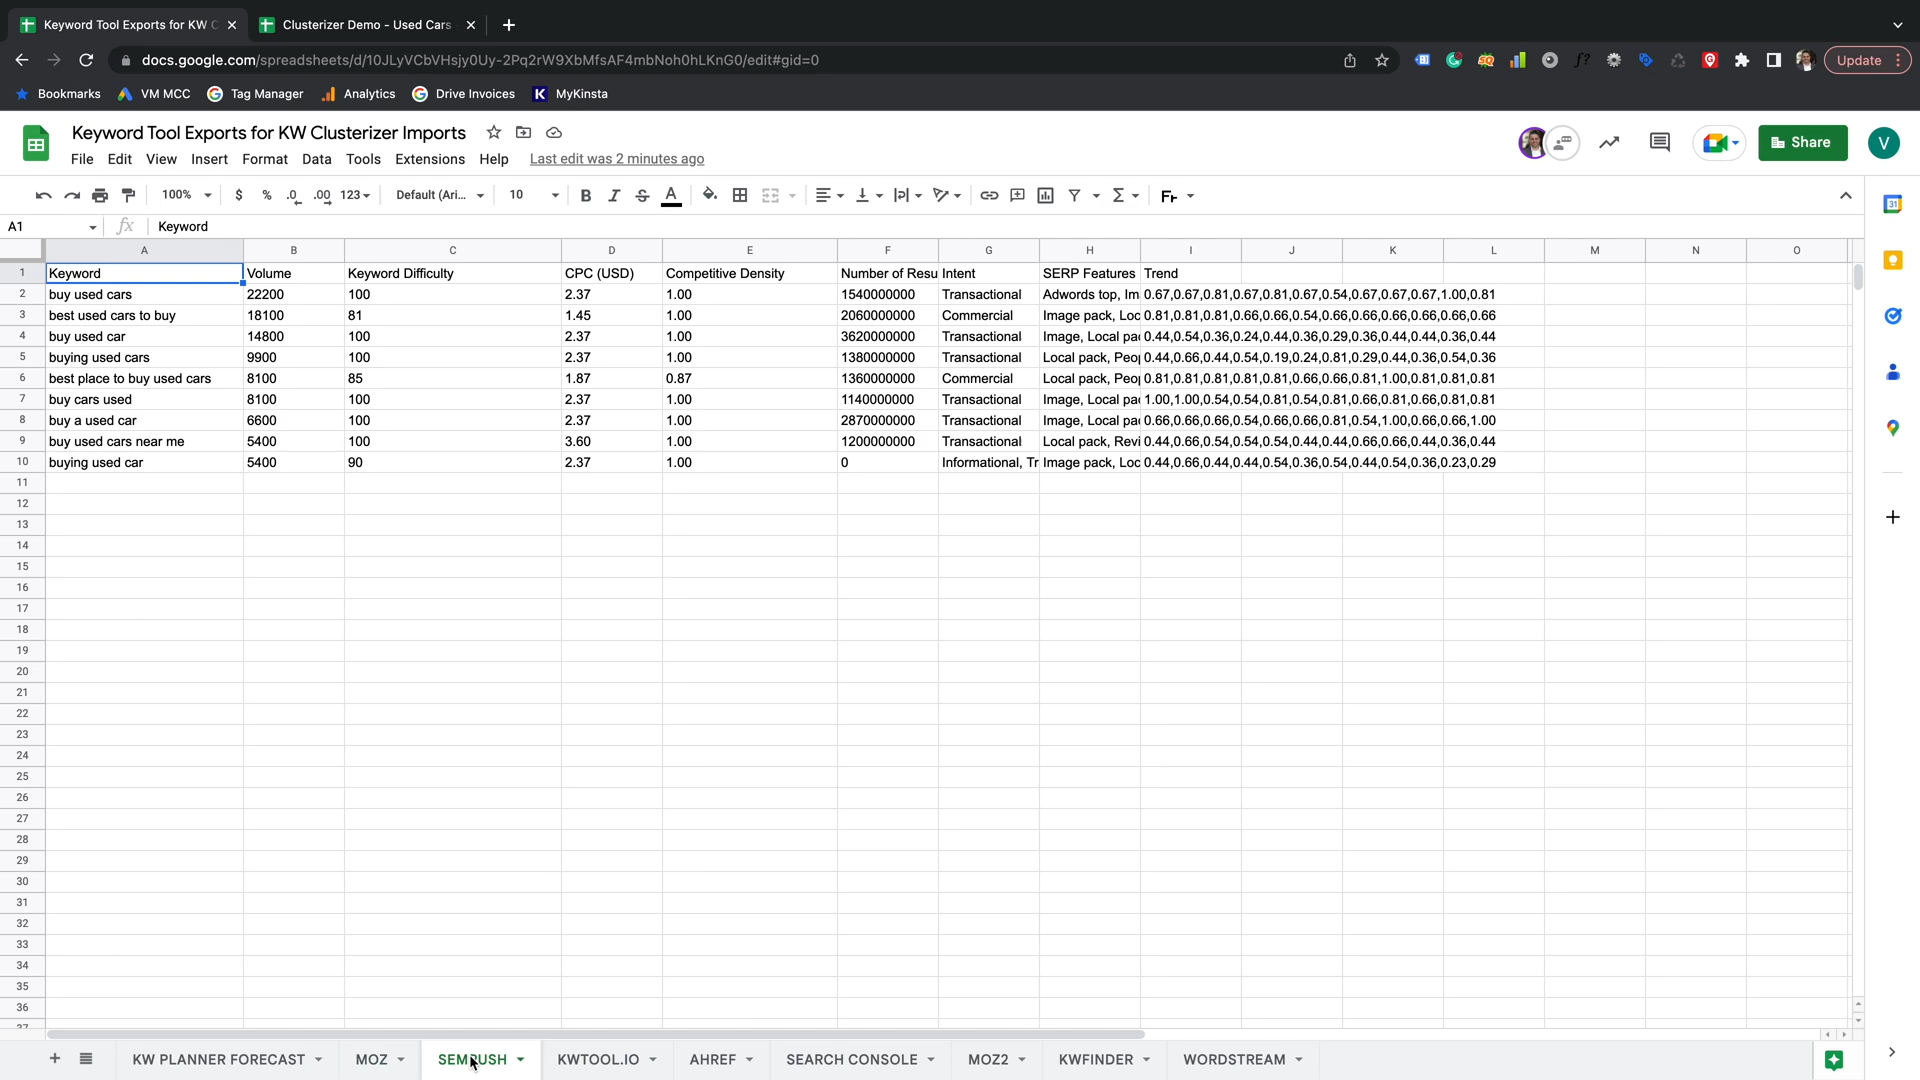 Keyword Tool Exports for KW C
Clusterizer Demo - Used Cars
docs.google.com/spreadsheets/d/10JLyVCbVHsjy0Uy-2Pq2rW9XbMfsAF4mbNoh0hLKnG0/edit#gid=0
Update
Bookmarks VM MCC Tag Manager Analytics Drive Invoices MyKinsta
Keyword Tool Exports for KW Clusterizer Imports
Share
V
File Edit View Insert Format Data Tools Extensions Help Last edit was 2 minutes ago
100% $ % .0 .00 123 Default (Ari... 10 B I S A
A1 fx Keyword
A B C D E F G H I J K L M N O
1 Keyword Volume Keyword Difficulty CPC (USD) Competitive Density Number of Resu Intent SERP Features Trend
2 buy used cars 22200 100 2.37 1.00 1540000000 Transactional Adwords top, Im 0.67,0.67,0.81,0.67,0.81,0.67,0.54,0.67,0.67,0.67,1.00,0.81
3 best used cars to buy 18100 81 1.45 1.00 2060000000 Commercial Image pack, Loc 0.81,0.81,0.81,0.66,0.66,0.54,0.66,0.66,0.66,0.66,0.66,0.66
4 buy used car 14800 100 2.37 1.00 3620000000 Transactional Image, Local pa 0.44,0.54,0.36,0.24,0.44,0.36,0.29,0.36,0.44,0.44,0.36,0.44
5 buying used cars 9900 100 2.37 1.00 1380000000 Transactional Local pack, Peo 0.44,0.66,0.44,0.54,0.19,0.24,0.81,0.29,0.44,0.36,0.54,0.36
6 best place to buy used cars 8100 85 1.87 0.87 1360000000 Commercial Local pack, Peo 0.81,0.81,0.81,0.81,0.81,0.66,0.66,0.81,1.00,0.81,0.81,0.81
7 buy cars used 8100 100 2.37 1.00 1140000000 Transactional Image, Local pa 1.00,1.00,0.54,0.54,0.81,0.54,0.81,0.66,0.81,0.66,0.81,0.81
8 buy a used car 6600 100 2.37 1.00 2870000000 Transactional Image, Local pa 0.66,0.66,0.66,0.54,0.66,0.66,0.81,0.54,1.00,0.66,0.66,1.00
9 buy used cars near me 5400 100 3.60 1.00 1200000000 Transactional Local pack, Revi 0.44,0.66,0.54,0.54,0.54,0.44,0.44,0.66,0.66,0.44,0.36,0.44
10 buying used car 5400 90 2.37 1.00 0 Informational, Tr Image pack, Loc 0.44,0.66,0.44,0.44,0.54,0.36,0.54,0.44,0.54,0.36,0.23,0.29
11
12
13
14
15
16
17
18
19
20
21
22
23
24
25
26
27
28
29
30
31
32
33
34
35
36
37
KW PLANNER FORECAST MOZ SEMRUSH KWTOOL.IO AHREF SEARCH CONSOLE MOZ2 KWFINDER WORDSTREAM